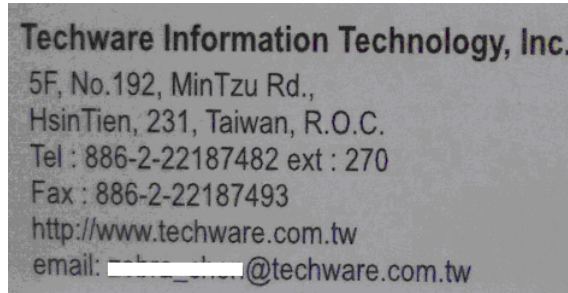 Techware Information Technology, Inc.
5F, No.192, MinTzu Rd.,
HsinTien, 231, Taiwan, R.O.C.
Tel : 886-2-22187482 ext : 270
Fax : 886-2-22187493
http://www.techware.com.tw
email: @techware.com.tw